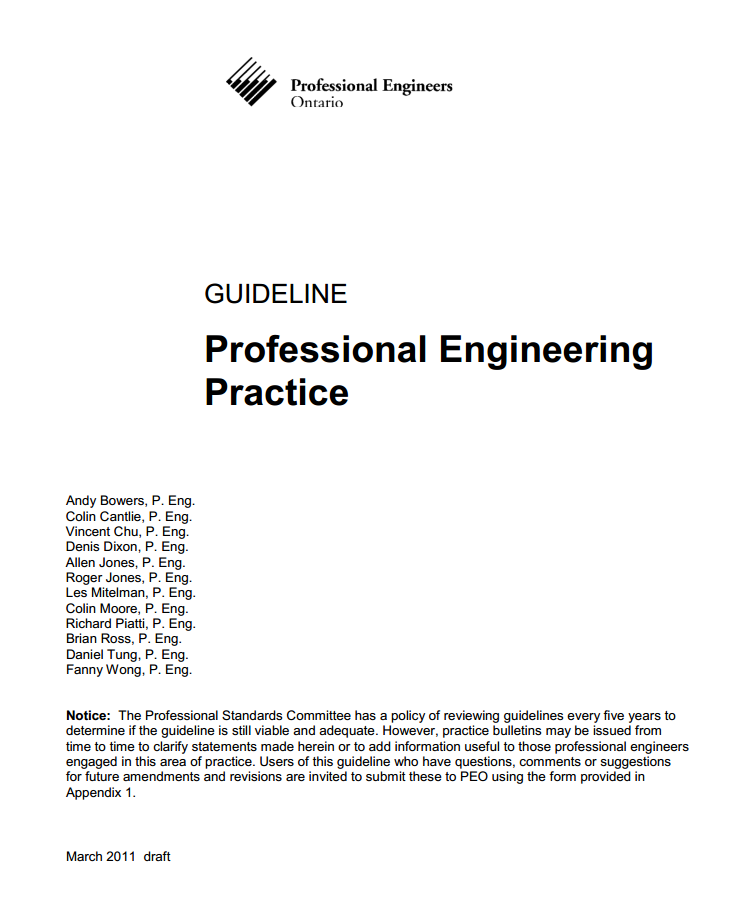 Professional Engineers
Ontario
GUIDELINE
Professional Engineering
Practice
Andy Bowers, P. Eng.
Colin Cantlie, P. Eng.
Vincent Chu, P. Eng.
Denis Dixon, P. Eng.
Allen Jones, P. Eng.
Roger Jones, P. Eng.
Les Mitelman, P. Eng.
Colin Moore, P. Eng.
Richard Piatti, P. Eng.
Brian Ross, P. Eng.
Daniel Tung, P. Eng.
Fanny Wong, P. Eng.
Notice:  The Professional Standards Committee has a policy of reviewing guidelines every five years to
determine if the guideline is still viable and adequate. However, practice bulletins may be issued from
time to time to clarify statements made herein or to add information useful to those professional engineers
engaged in this area of practice. Users of this guideline who have questions, comments or suggestions
for future amendments and revisions are invited to submit these to PEO using the form provided in
Appendix 1.
March 2011  draft